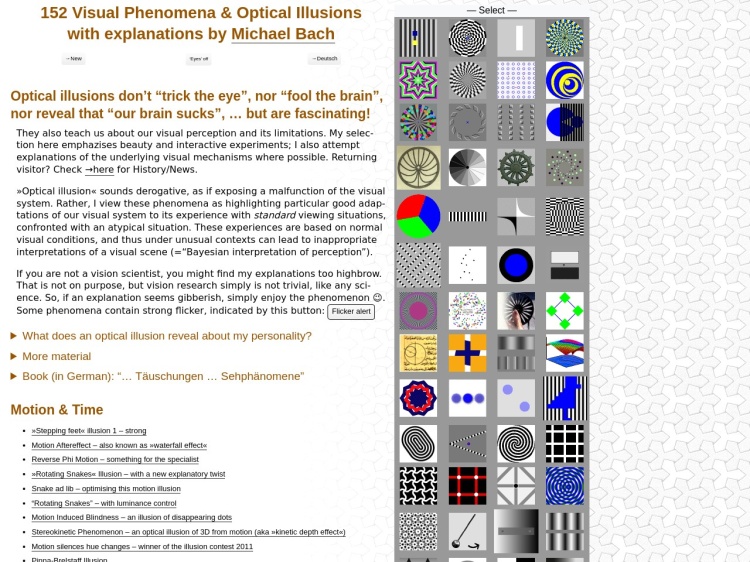 152 Visual Phenomena & Optical Illusions
with explanations by Michael Bach
→New
'Eyes' off
→Deutsch
Optical illusions don’t “trick the eye”, nor “fool the brain”,
nor reveal that “our brain sucks”, … but are fascinating!
They also teach us about our visual perception and its limitations. My selec-
tion here emphasizes beauty and interactive experiments; I also attempt
explanations of the underlying visual mechanisms where possible. Returning
visitor? Check →here for History/News.
»Optical illusion« sounds derogative, as if exposing a malfunction of the visual
system. Rather, I view these phenomena as highlighting particular good adap-
tations of our visual system to its experience with standard viewing situations,
confronted with an atypical situation. These experiences are based on normal
visual conditions, and thus under unusual contexts can lead to inappropriate
interpretations of a visual scene (=“Bayesian interpretation of perception”).
If you are not a vision scientist, you might find my explanations too highbrow.
That is not on purpose, but vision research simply is not trivial, like any sci-
ence. So, if an explanation seems gibberish, simply enjoy the phenomenon 😉.
Some phenomena contain strong flicker, indicated by this button: Flicker alert
▶ What does an optical illusion reveal about my personality?
▶ More material
▶ Book (in German): “… Täuschungen … Sehphänomene”
Motion & Time
• »Stepping feet« illusion 1 – strong
• Motion Aftereffect – also known as »waterfall effect«
• Reverse Phi Motion – something for the specialist
• »Rotating Snakes« Illusion – with a new explanatory twist
• Snake ad lib – optimising this motion illusion
• “Rotating Snakes” – with luminance control
• Motion Induced Blindness – an illusion of disappearing dots
• Stereokinetic Phenomenon – an optical illusion of 3D from motion (aka »kinetic depth effect«)
• Motion silences hue changes – winner of the illusion contest 2011
• Pinna-Brelstaff Illusion
— Select —